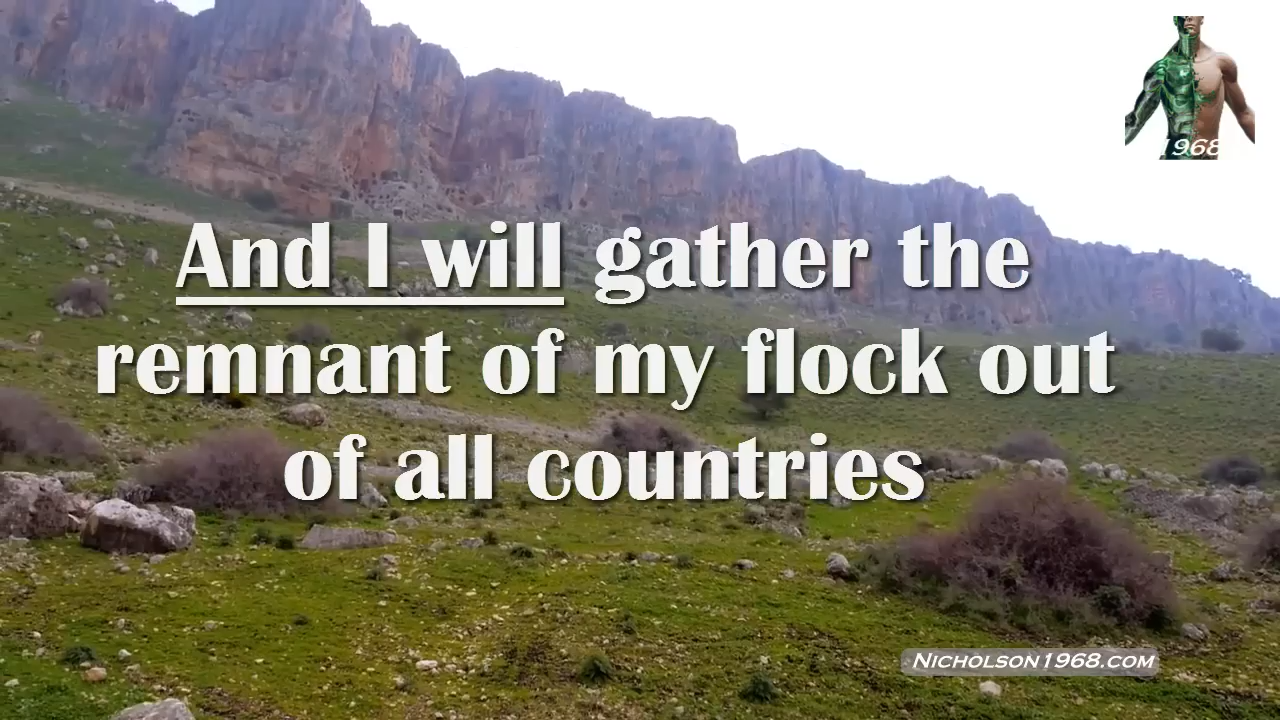 1968
And I will gather the
remnant of my flock out
of all countries
Nicholson1968.com